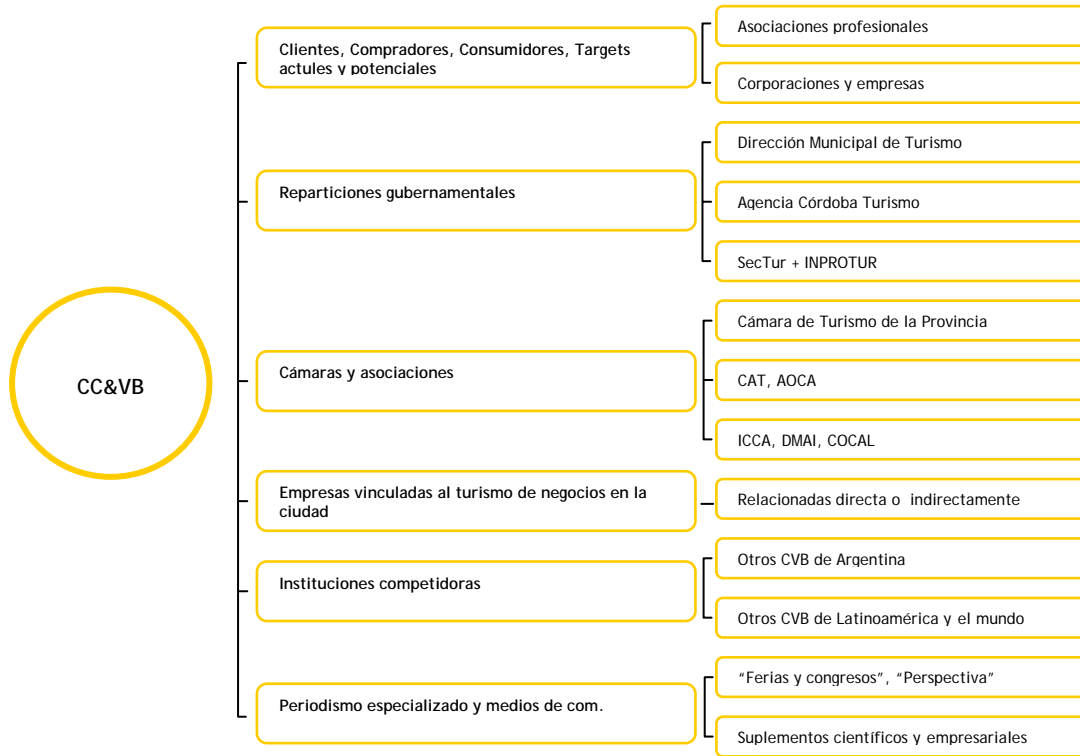 CC&VB
Clientes, Compradores, Consumidores, Targets
actules y potenciales
Asociaciones profesionales
Corporaciones y empresas
Reparticiones gubernamentales
Dirección Municipal de Turismo
Agencia Córdoba Turismo
SecTur + INPROTUR
Cámaras y asociaciones
Cámara de Turismo de la Provincia
CAT, AOCA
ICCA, DMAI, COCAL
Empresas vinculadas al turismo de negocios en la
ciudad
Relacionadas directa o indirectamente
Instituciones competidoras
Otros CVB de Argentina
Otros CVB de Latinoamérica y el mundo
Periodismo especializado y medios de com.
“Ferias y congresos”, “Perspectiva”
Suplementos científicos y empresariales